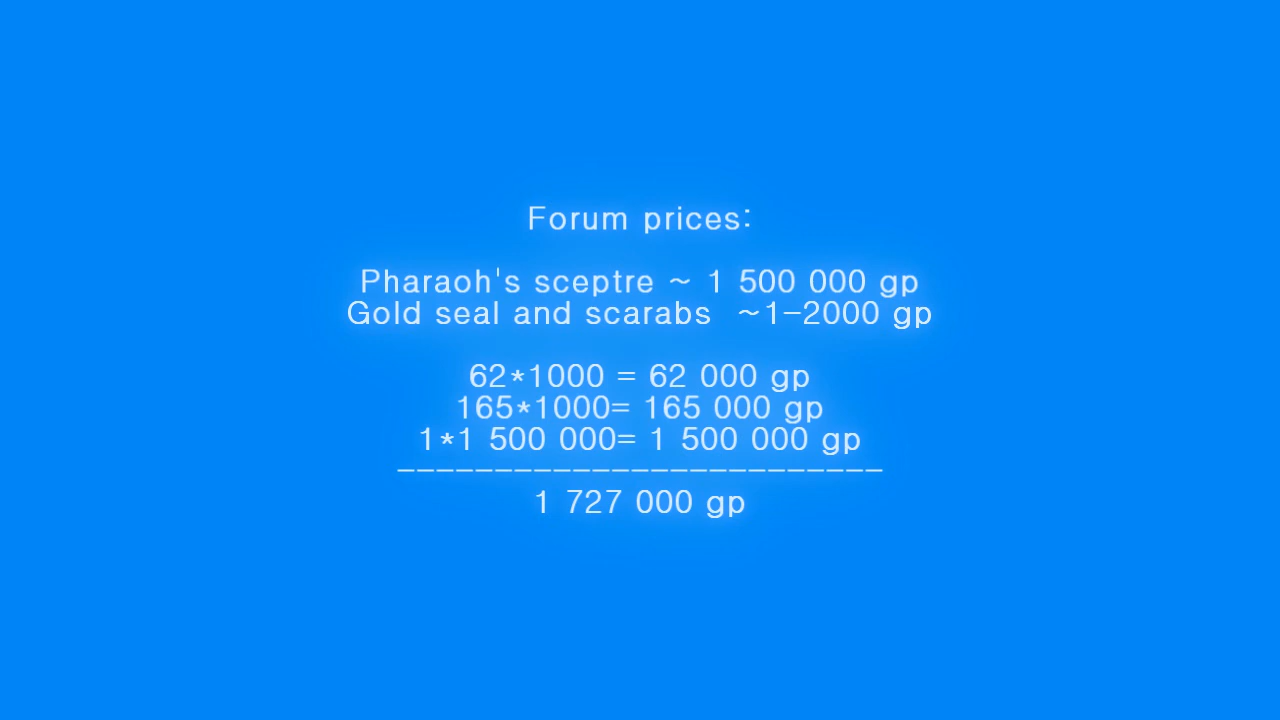 Forum prices:
Pharaoh's sceptre ~ 1 500 000 gp
Gold seal and scarabs  ~1-2000 gp
62*1000 = 62 000 gp
165*1000= 165 000 gp
1*1 500 000= 1 500 000 gp
-------------------------
1 727 000 gp